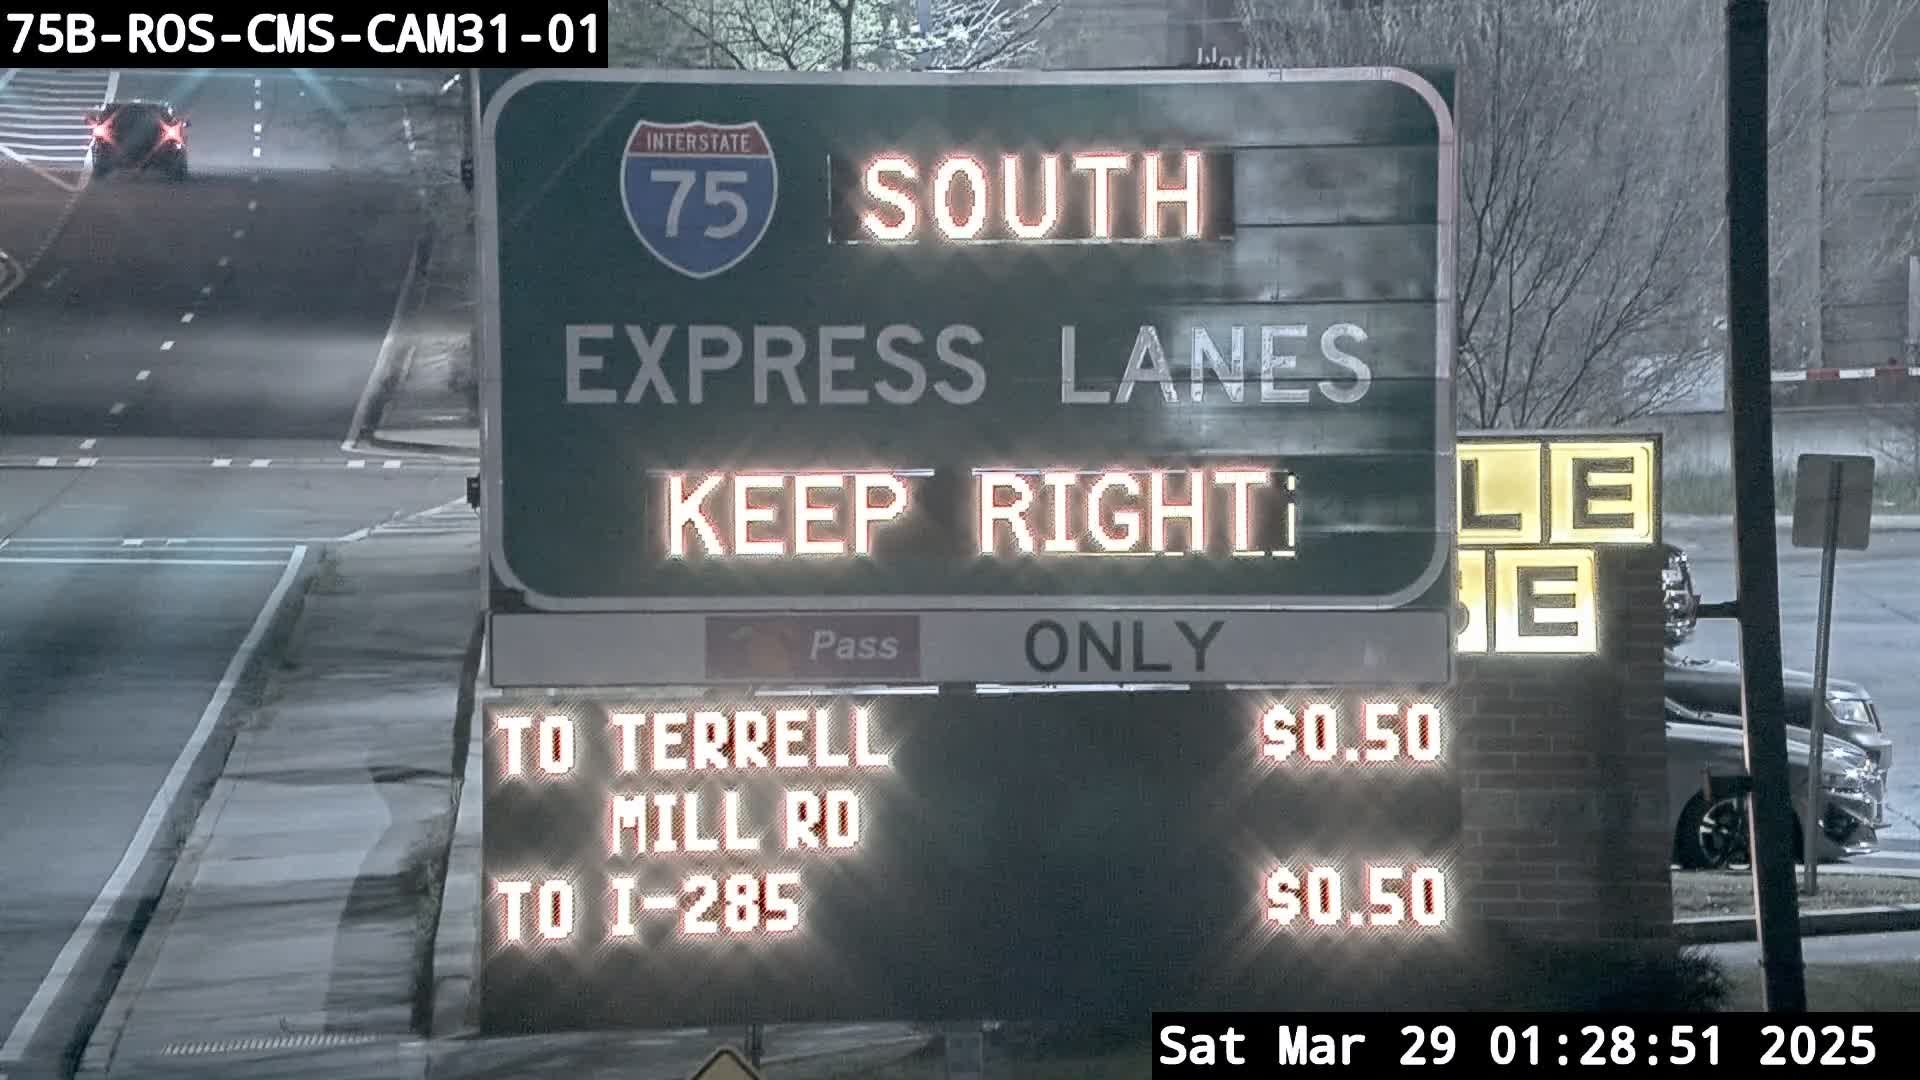 75B-ROS-CMS-CAM31-01
INTERSTATE
75
SOUTH
EXPRESS LANES
KEEP RIGHT
Pass ONLY
TO TERRELL $0.50
MILL RD
TO I-285 $0.50
LE
E
Sat Mar 29 01:28:51 2025